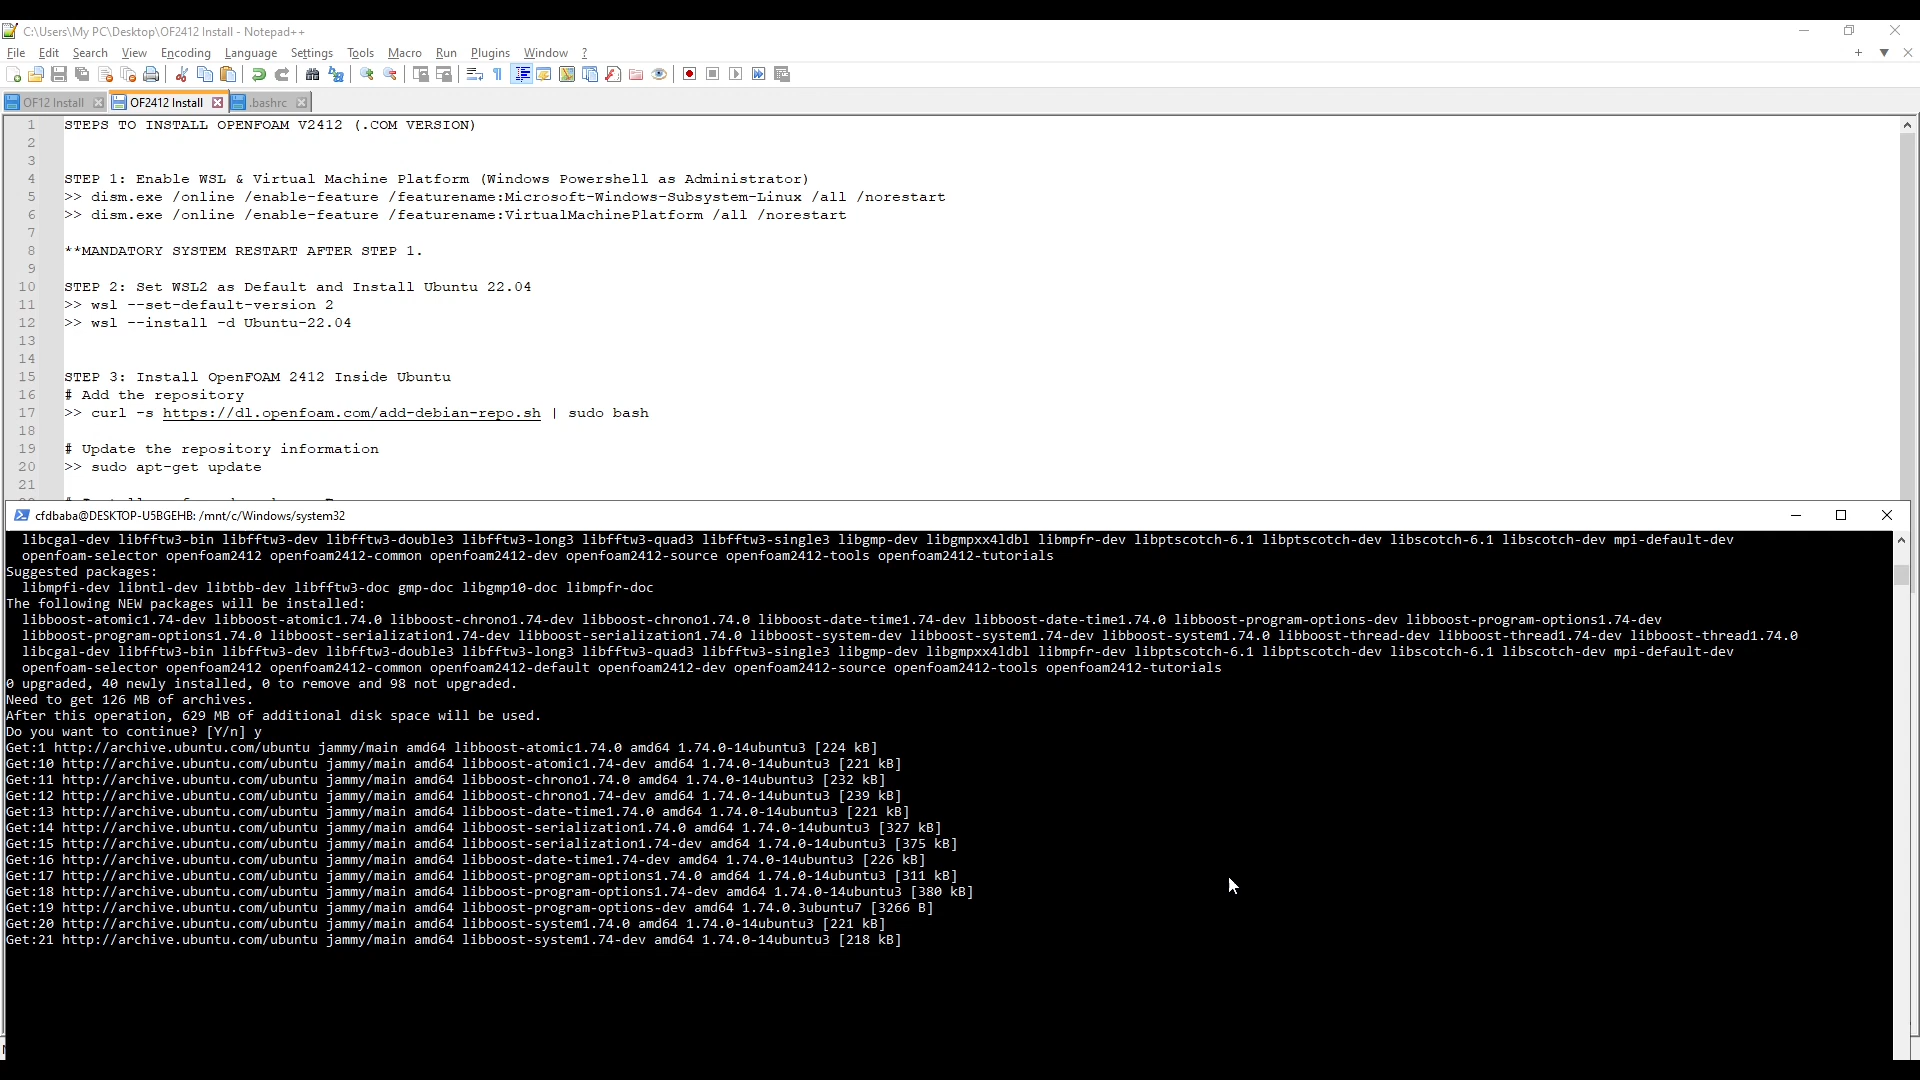 C:\Users\My PC\Desktop\OF2412 Install - Notepad++
File Edit Search View Encoding Language Settings Tools Macro Run Plugins Window ?
OF12 Install OF2412 Install .bashrc
1 STEPS TO INSTALL OPENFOAM V2412 (.COM VERSION)
2
3
4 STEP 1: Enable WSL & Virtual Machine Platform (Windows Powershell as Administrator)
5 >> dism.exe /online /enable-feature /featurename:Microsoft-Windows-Subsystem-Linux /all /norestart
6 >> dism.exe /online /enable-feature /featurename:VirtualMachinePlatform /all /norestart
7
8 **MANDATORY SYSTEM RESTART AFTER STEP 1.
9
10 STEP 2: Set WSL2 as Default and Install Ubuntu 22.04
11 >> wsl --set-default-version 2
12 >> wsl --install -d Ubuntu-22.04
13
14
15 STEP 3: Install OpenFOAM 2412 Inside Ubuntu
16 # Add the repository
17 >> curl -s https://dl.openfoam.com/add-debian-repo.sh | sudo bash
18
19 # Update the repository information
20 >> sudo apt-get update
21
cfdbaba@DESKTOP-U5BGEHB: /mnt/c/Windows/system32
libcgal-dev libfftw3-bin libfftw3-dev libfftw3-double3 libfftw3-long3 libfftw3-quad3 libfftw3-single3 libgmp-dev libgmpxx4ldbl libmpfr-dev libptscotch-6.1 libptscotch-dev libscotch-6.1 libscotch-dev mpi-default-dev
openfoam-selector openfoam2412 openfoam2412-common openfoam2412-dev openfoam2412-source openfoam2412-tools openfoam2412-tutorials
Suggested packages:
libmpfi-dev libntl-dev libtbb-dev libfftw3-doc gmp-doc libgmp10-doc libmpfr-doc
The following NEW packages will be installed:
libboost-atomic1.74-dev libboost-atomic1.74.0 libboost-chrono1.74-dev libboost-chrono1.74.0 libboost-date-time1.74-dev libboost-date-time1.74.0 libboost-program-options-dev libboost-program-options1.74-dev
libboost-program-options1.74.0 libboost-serialization1.74-dev libboost-serialization1.74.0 libboost-system-dev libboost-system1.74-dev libboost-system1.74.0 libboost-thread-dev libboost-thread1.74-dev libboost-thread1.74.0
libcgal-dev libfftw3-bin libfftw3-dev libfftw3-double3 libfftw3-long3 libfftw3-quad3 libfftw3-single3 libgmp-dev libgmpxx4ldbl libmpfr-dev libptscotch-6.1 libptscotch-dev libscotch-6.1 libscotch-dev mpi-default-dev
openfoam-selector openfoam2412 openfoam2412-common openfoam2412-default openfoam2412-dev openfoam2412-source openfoam2412-tools openfoam2412-tutorials
0 upgraded, 40 newly installed, 0 to remove and 98 not upgraded.
Need to get 126 MB of archives.
After this operation, 629 MB of additional disk space will be used.
Do you want to continue? [Y/n] y
Get:1 http://archive.ubuntu.com/ubuntu jammy/main amd64 libboost-atomic1.74.0 amd64 1.74.0-14ubuntu3 [224 kB]
Get:10 http://archive.ubuntu.com/ubuntu jammy/main amd64 libboost-atomic1.74-dev amd64 1.74.0-14ubuntu3 [221 kB]
Get:11 http://archive.ubuntu.com/ubuntu jammy/main amd64 libboost-chrono1.74.0 amd64 1.74.0-14ubuntu3 [232 kB]
Get:12 http://archive.ubuntu.com/ubuntu jammy/main amd64 libboost-chrono1.74-dev amd64 1.74.0-14ubuntu3 [239 kB]
Get:13 http://archive.ubuntu.com/ubuntu jammy/main amd64 libboost-date-time1.74.0 amd64 1.74.0-14ubuntu3 [221 kB]
Get:14 http://archive.ubuntu.com/ubuntu jammy/main amd64 libboost-serialization1.74.0 amd64 1.74.0-14ubuntu3 [327 kB]
Get:15 http://archive.ubuntu.com/ubuntu jammy/main amd64 libboost-serialization1.74-dev amd64 1.74.0-14ubuntu3 [375 kB]
Get:16 http://archive.ubuntu.com/ubuntu jammy/main amd64 libboost-date-time1.74-dev amd64 1.74.0-14ubuntu3 [226 kB]
Get:17 http://archive.ubuntu.com/ubuntu jammy/main amd64 libboost-program-options1.74.0 amd64 1.74.0-14ubuntu3 [311 kB]
Get:18 http://archive.ubuntu.com/ubuntu jammy/main amd64 libboost-program-options1.74-dev amd64 1.74.0-14ubuntu3 [380 kB]
Get:19 http://archive.ubuntu.com/ubuntu jammy/main amd64 libboost-program-options-dev amd64 1.74.0.3ubuntu7 [3266 B]
Get:20 http://archive.ubuntu.com/ubuntu jammy/main amd64 libboost-system1.74.0 amd64 1.74.0-14ubuntu3 [221 kB]
Get:21 http://archive.ubuntu.com/ubuntu jammy/main amd64 libboost-system1.74-dev amd64 1.74.0-14ubuntu3 [218 kB]